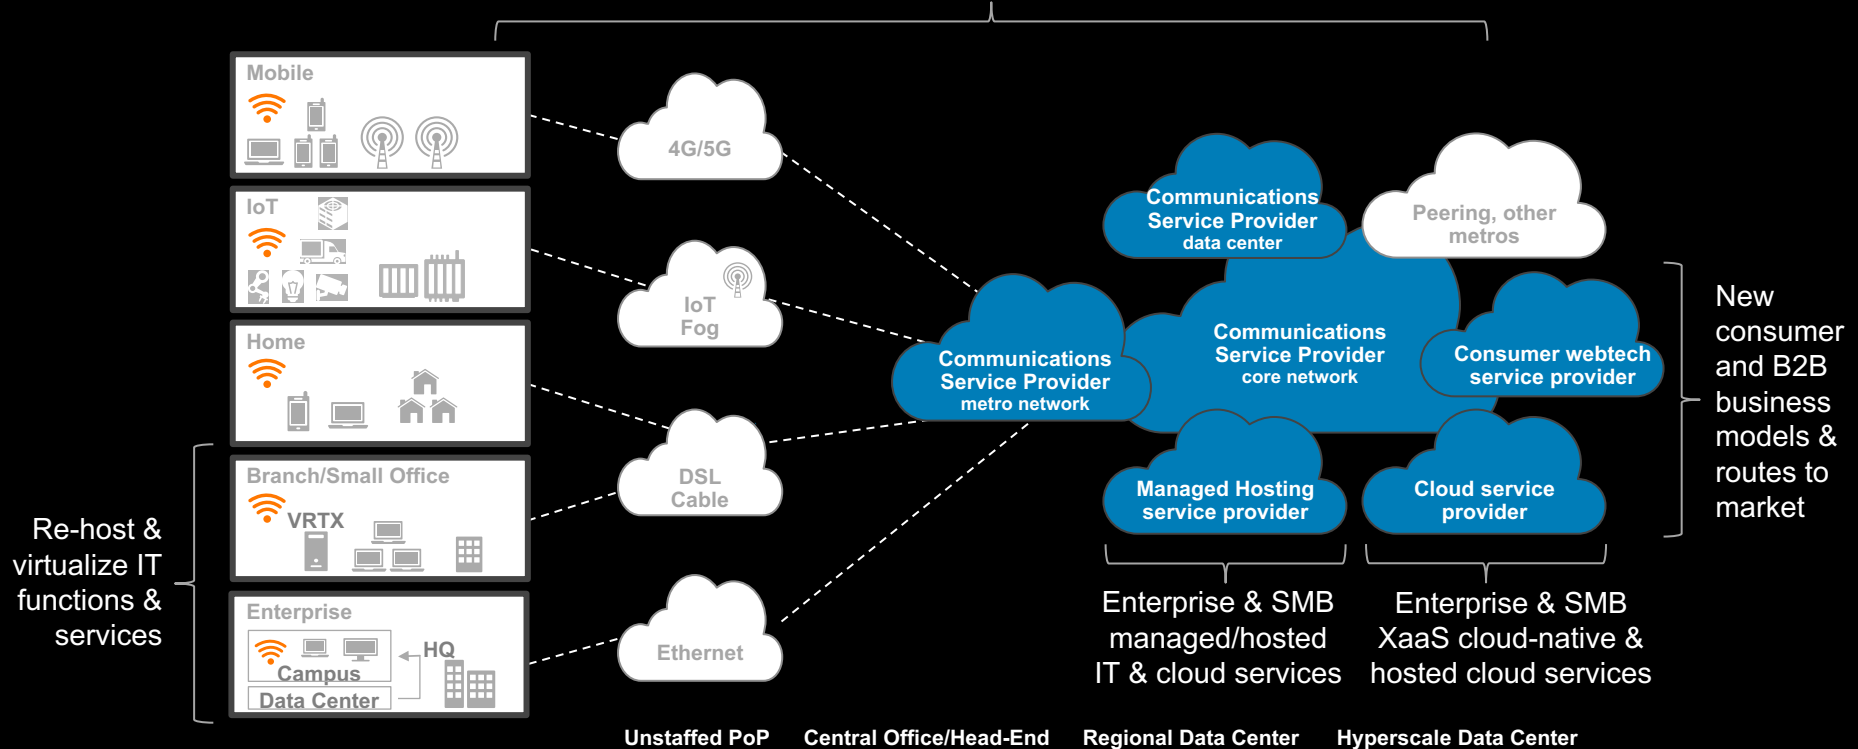 Mobile
4G/5G
IoT
IoT
Fog
Home
DSL
Cable
Branch/Small Office
VRTX
Enterprise
HQ
Campus
Data Center
Ethernet
Re-host &
virtualize IT
functions &
services
Communications
Service Provider
metro network
Communications
Service Provider
data center
Peering, other
metros
Communications
Service Provider
core network
Consumer webtech
service provider
Managed Hosting
service provider
Cloud service
provider
New
consumer
and B2B
business
models &
routes to
market
Enterprise & SMB
managed/hosted
IT & cloud services
Enterprise & SMB
XaaS cloud-native &
hosted cloud services
Unstaffed PoP
Central Office/Head-End
Regional Data Center
Hyperscale Data Center